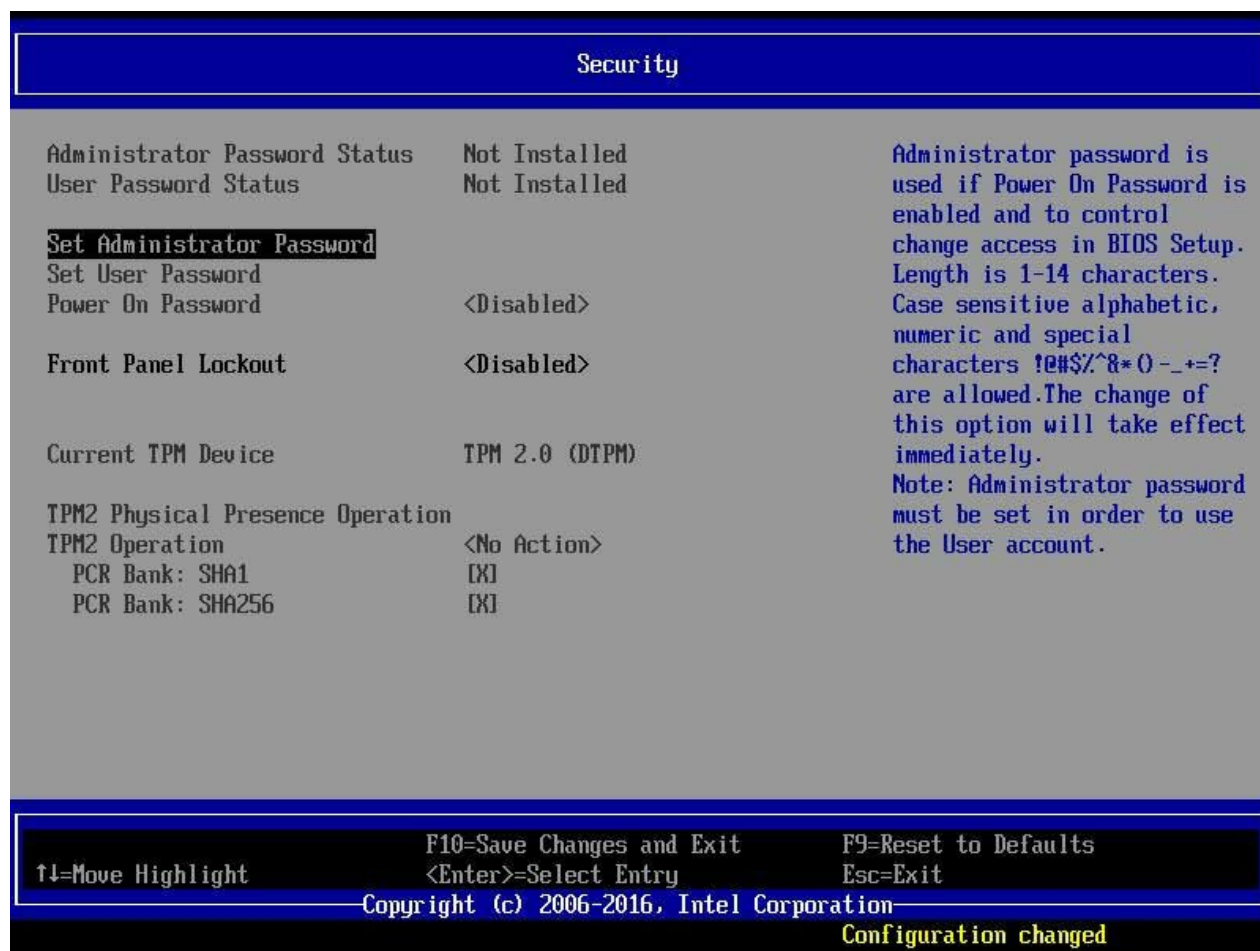 Security
Administrator Password Status Not Installed
User Password Status Not Installed
Set Administrator Password
Set User Password
Power On Password <Disabled>
Front Panel Lockout <Disabled>
Current TPM Device TPM 2.0 (DTPM)
TPM2 Physical Presence Operation
TPM2 Operation <No Action>
PCR Bank: SHA1 [X]
PCR Bank: SHA256 [X]
Administrator password is
used if Power On Password is
enabled and to control
change access in BIOS Setup.
Length is 1-14 characters.
Case sensitive alphabetic,
numeric and special
characters !@#$%^&*()-_+=?
are allowed.The change of
this option will take effect
immediately.
Note: Administrator password
must be set in order to use
the User account.
F10=Save Changes and Exit F9=Reset to Defaults
↑↓=Move Highlight <Enter>=Select Entry Esc=Exit
Copyright (c) 2006-2016, Intel Corporation
Configuration changed